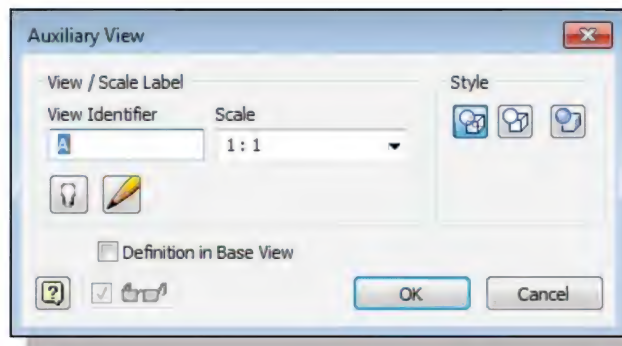 Auxiliary View
View / Scale Label
Style
View Identifier
Scale
A
1 : 1
Definition in Base View
OK
Cancel